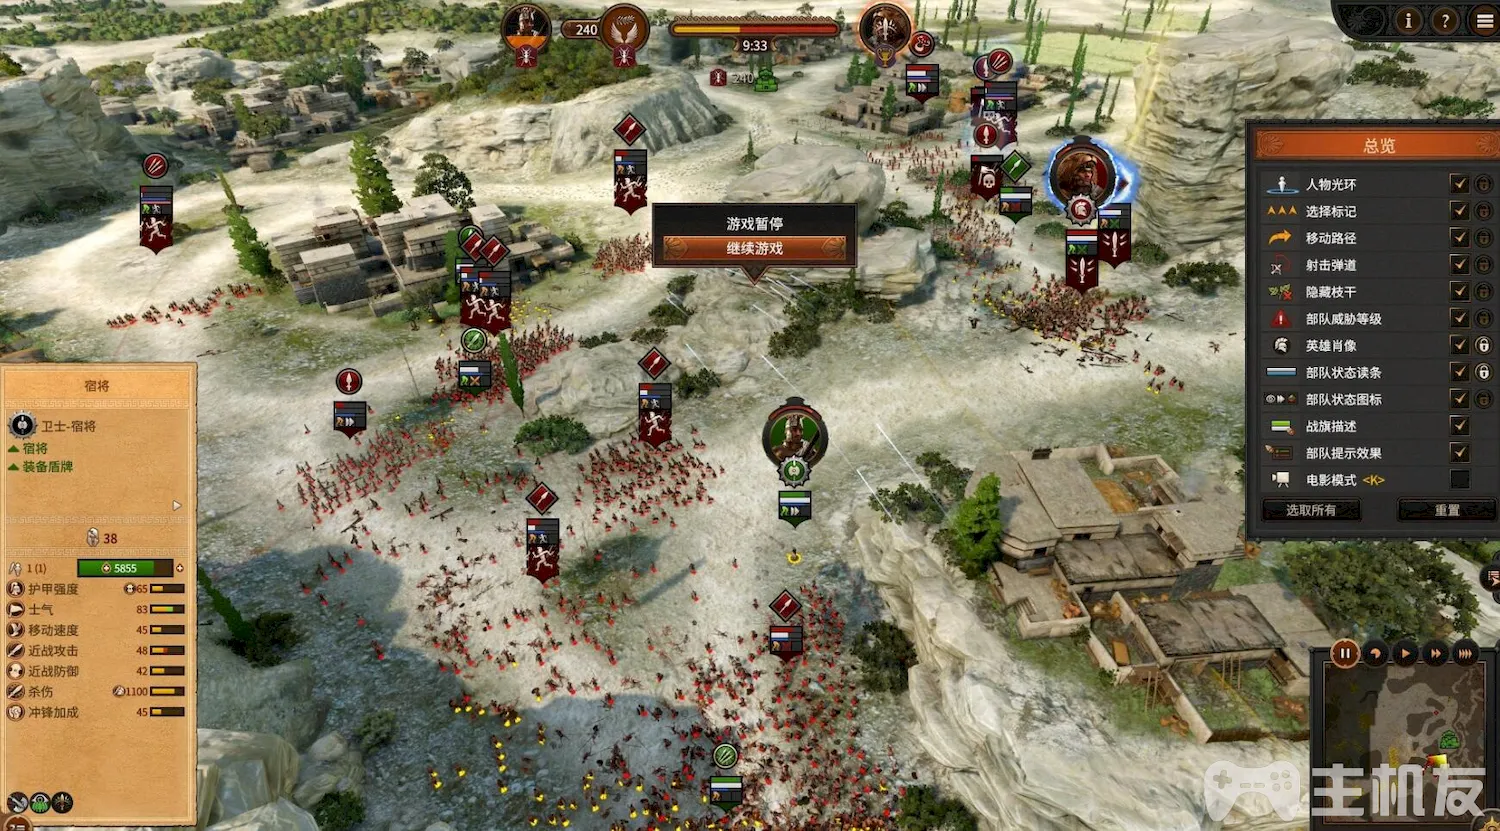 240
9:33
240
i
?
总览
人物光环
选择标记
移动路径
射击弹道
隐藏枝干
部队威胁等级
英雄肖像
部队状态读条
部队状态图标
战旗描述
部队提示效果
电影模式 <K>
选取所有
重置
游戏暂停
继续游戏
宿将
卫士-宿将
宿将
装备盾牌
38
1 (1)
5855
护甲强度 65
士气 83
移动速度 45
近战攻击 48
近战防御 42
杀伤 1100
冲锋加成 45
主机友